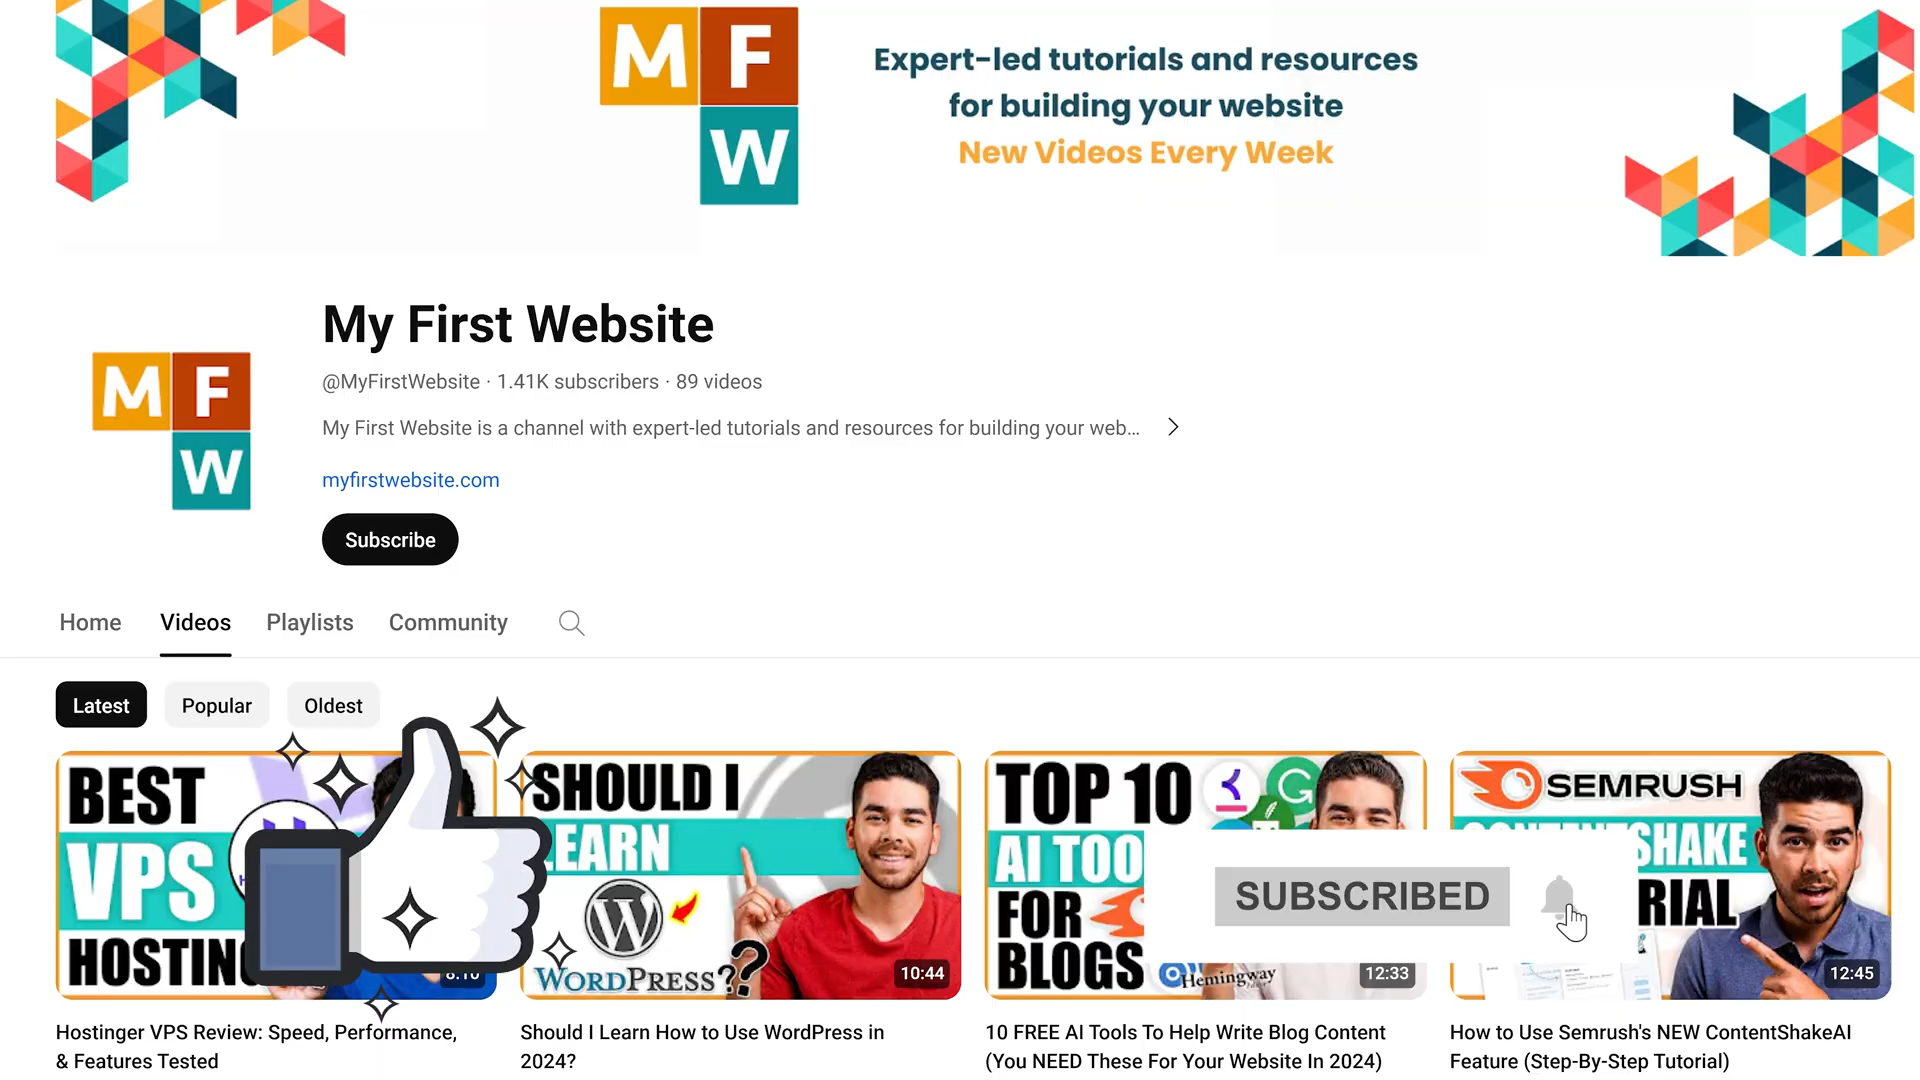 M F
W
Expert-led tutorials and resources
for building your website
New Videos Every Week
My First Website
@MyFirstWebsite · 1.41K subscribers · 89 videos
My First Website is a channel with expert-led tutorials and resources for building your web...
myfirstwebsite.com
M F
W
Subscribe
Home Videos Playlists Community
Latest Popular Oldest
BEST
VPS
HOSTING
8:10
SHOULD I
LEARN
WORDPRESS??
10:44
TOP 10
AI TOO
FOR
BLOGS
Hemingway
12:33
SEMRUSH
SHAKE
RIAL
12:45
SUBSCRIBED
Hostinger VPS Review: Speed, Performance,
& Features Tested
Should I Learn How to Use WordPress in
2024?
10 FREE AI Tools To Help Write Blog Content
(You NEED These For Your Website In 2024)
How to Use Semrush's NEW ContentShakeAI
Feature (Step-By-Step Tutorial)